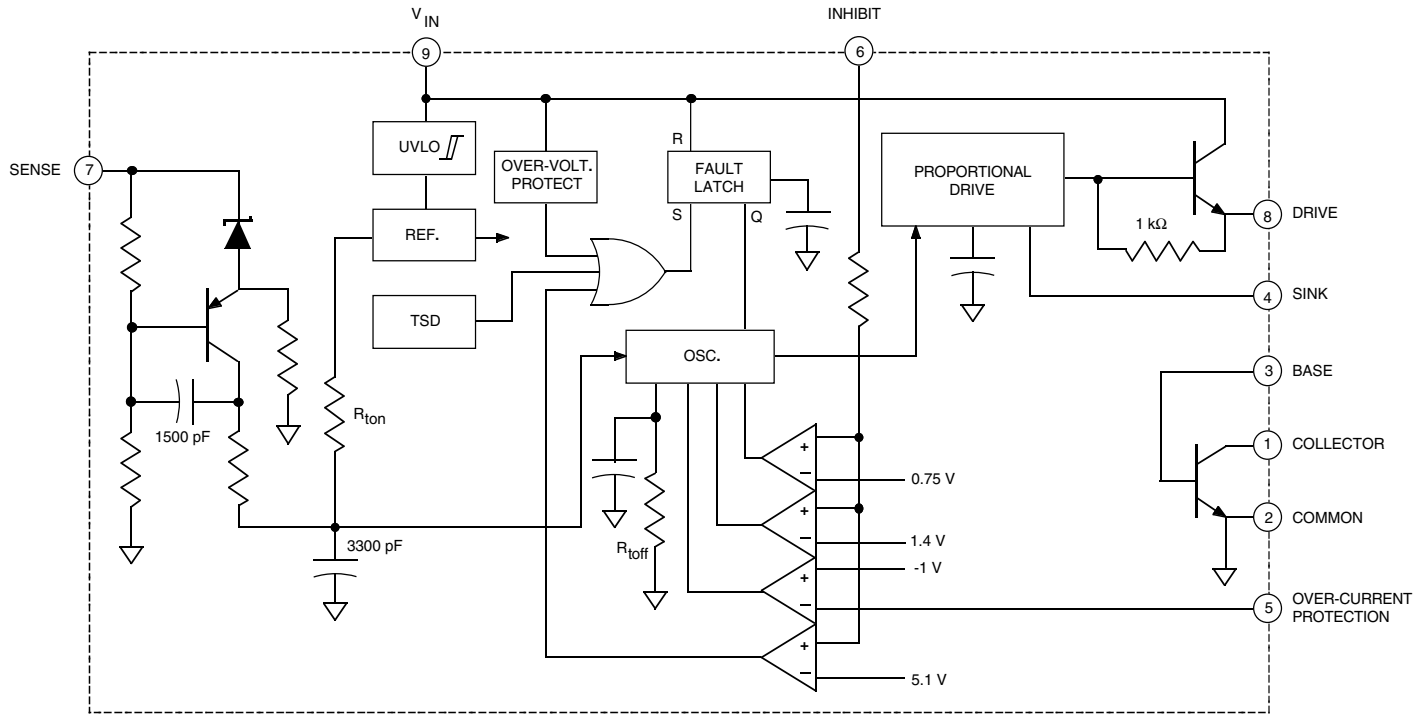 V IN
INHIBIT
9
6
R
UVLO
OVER-VOLT.
PROTECT
FAULT
LATCH
PROPORTIONAL
DRIVE
SENSE
7
S
Q
1 kΩ
8
DRIVE
REF.
TSD
4
SINK
OSC.
3
BASE
1500 pF
Rton
+
−
0.75 V
1
COLLECTOR
+
−
1.4 V
2
COMMON
3300 pF
Rtoff
-1 V
+
−
5
OVER-CURRENT
PROTECTION
+
−
5.1 V